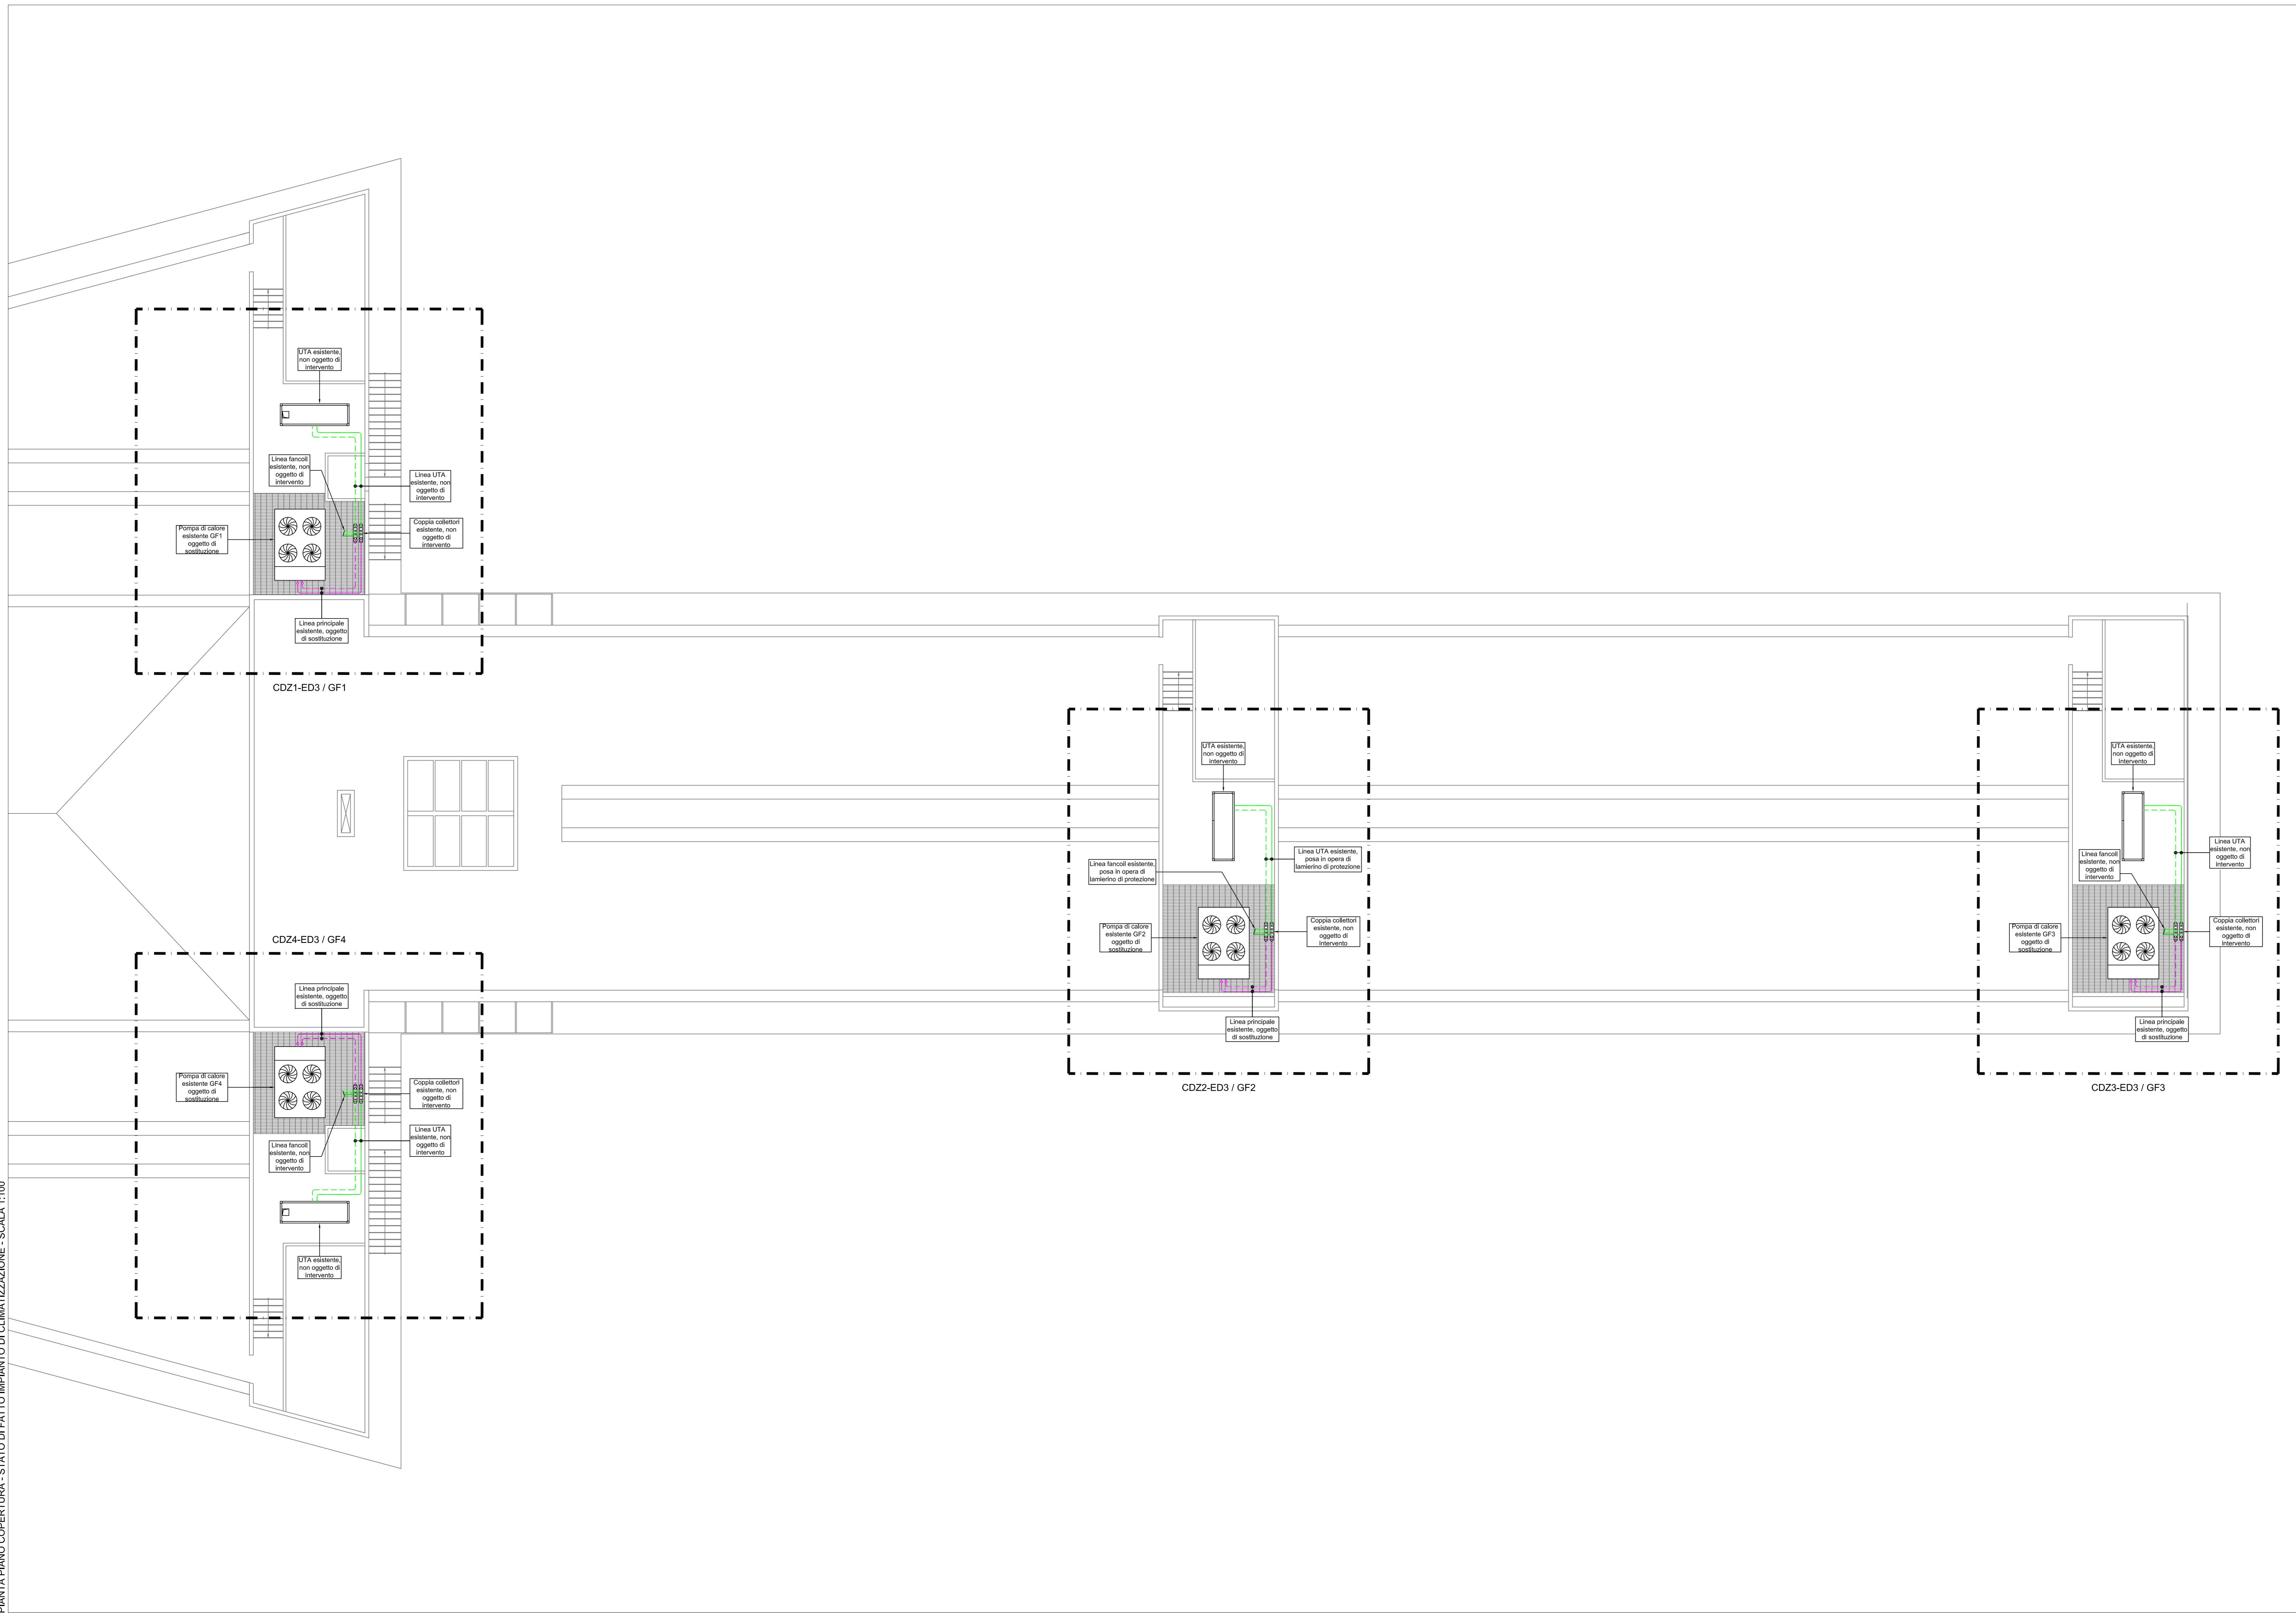 UTA esistente,
non oggetto di
intervento
Linea fancoil
esistente, non
oggetto di
intervento
Linea UTA
esistente, non
oggetto di
intervento
Pompa di calore
esistente GF1
oggetto di
sostituzione
Coppia collettori
esistente, non
oggetto di
intervento
Linea principale
esistente, oggetto
di sostituzione
CDZ1-ED3 / GF1
UTA esistente,
non oggetto di
intervento
Linea fancoil esistente,
posa in opera di
lamierino di protezione
Linea UTA esistente,
posa in opera di
lamierino di protezione
Pompa di calore
esistente GF2
oggetto di
sostituzione
Coppia collettori
esistente, non
oggetto di
intervento
Linea principale
esistente, oggetto
di sostituzione
CDZ2-ED3 / GF2
UTA esistente,
non oggetto di
intervento
Linea fancoil
esistente, non
oggetto di
intervento
Linea UTA
esistente, non
oggetto di
intervento
Pompa di calore
esistente GF3
oggetto di
sostituzione
Coppia collettori
esistente, non
oggetto di
intervento
Linea principale
esistente, oggetto
di sostituzione
CDZ3-ED3 / GF3
CDZ4-ED3 / GF4
Linea principale
esistente, oggetto
di sostituzione
Pompa di calore
esistente GF4
oggetto di
sostituzione
Coppia collettori
esistente, non
oggetto di
intervento
Linea UTA
esistente, non
oggetto di
intervento
Linea fancoil
esistente, non
oggetto di
intervento
UTA esistente,
non oggetto di
intervento
PIANTA PIANO COPERTURA - STATO DI FATTO IMPIANTO DI CLIMATIZZAZIONE - SCALA 1:100